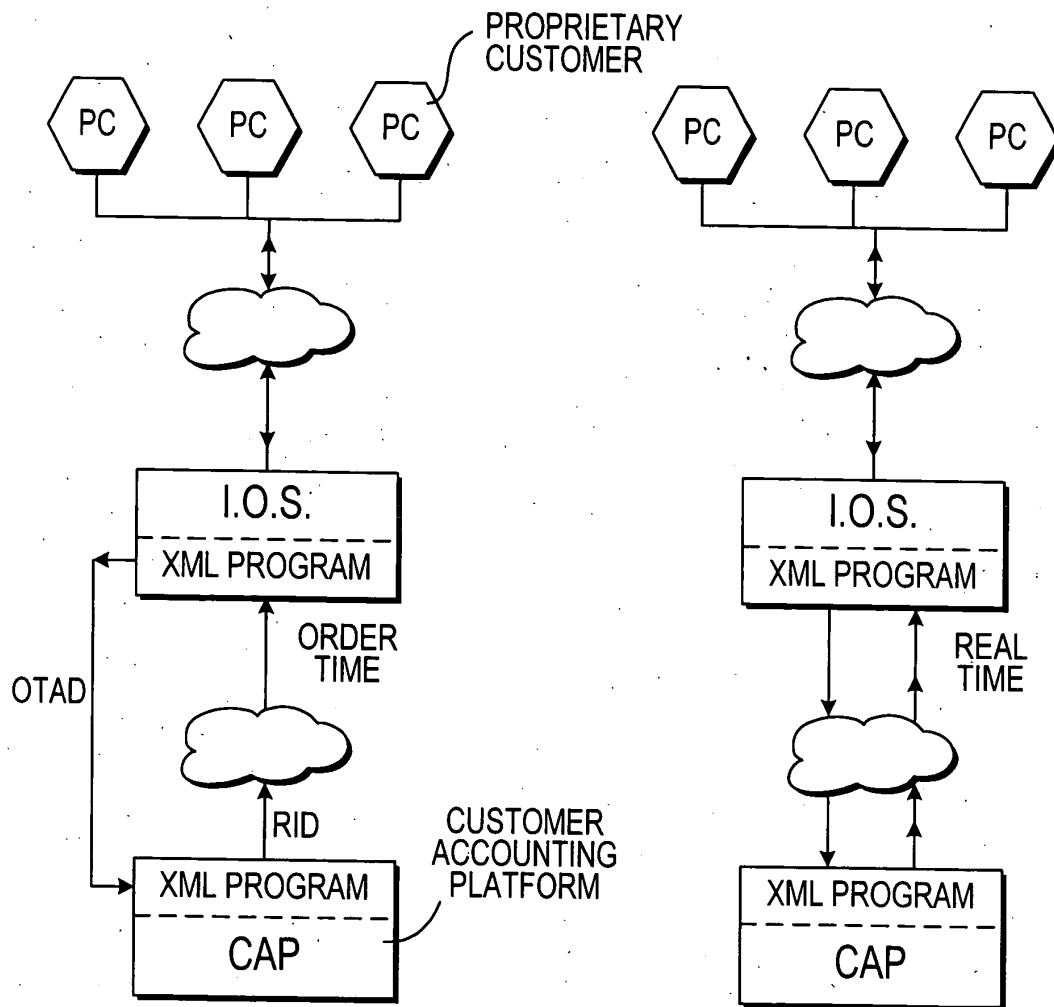 PROPRIETARY
CUSTOMER
PC
PC
PC
I.O.S.
XML PROGRAM
ORDER
TIME
OTAD
RID
CUSTOMER
ACCOUNTING
PLATFORM
XML PROGRAM
CAP
PC
PC
PC
I.O.S.
XML PROGRAM
REAL
TIME
XML PROGRAM
CAP